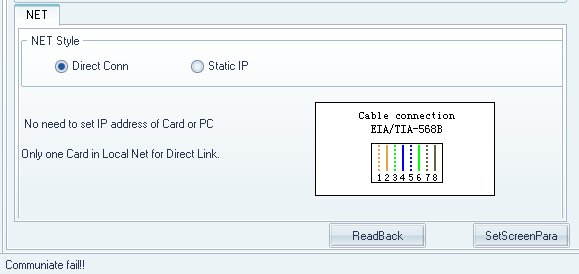 NET
NET Style
Direct Conn
Static IP
No need to set IP address of Card or PC
Only one Card in Local Net for Direct Link.
Cable connection
EIA/TIA-568B
1 2 3 4 5 6 7 8
ReadBack
SetScreenPara
Communiate fail!!